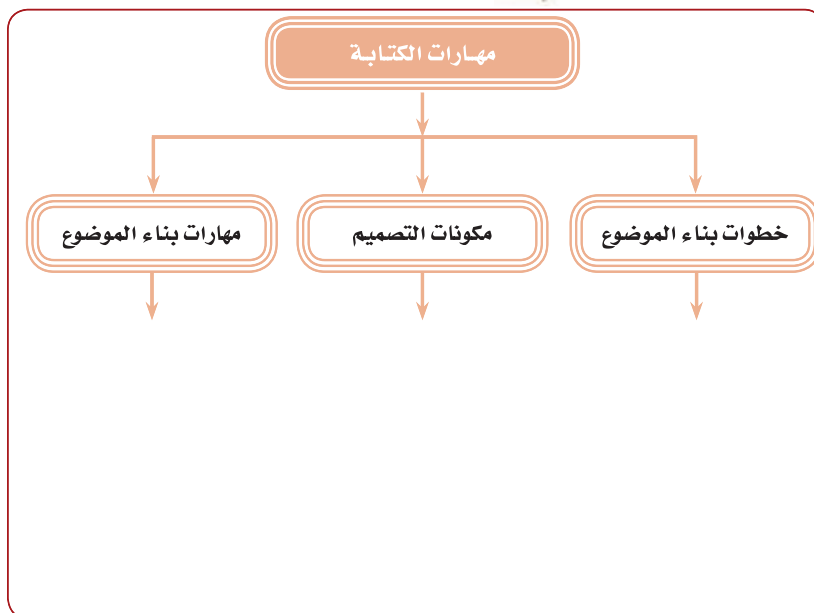 مهارات الكتابة
خطوات بناء الموضوع
مكونات التصميم
مهارات بناء الموضوع